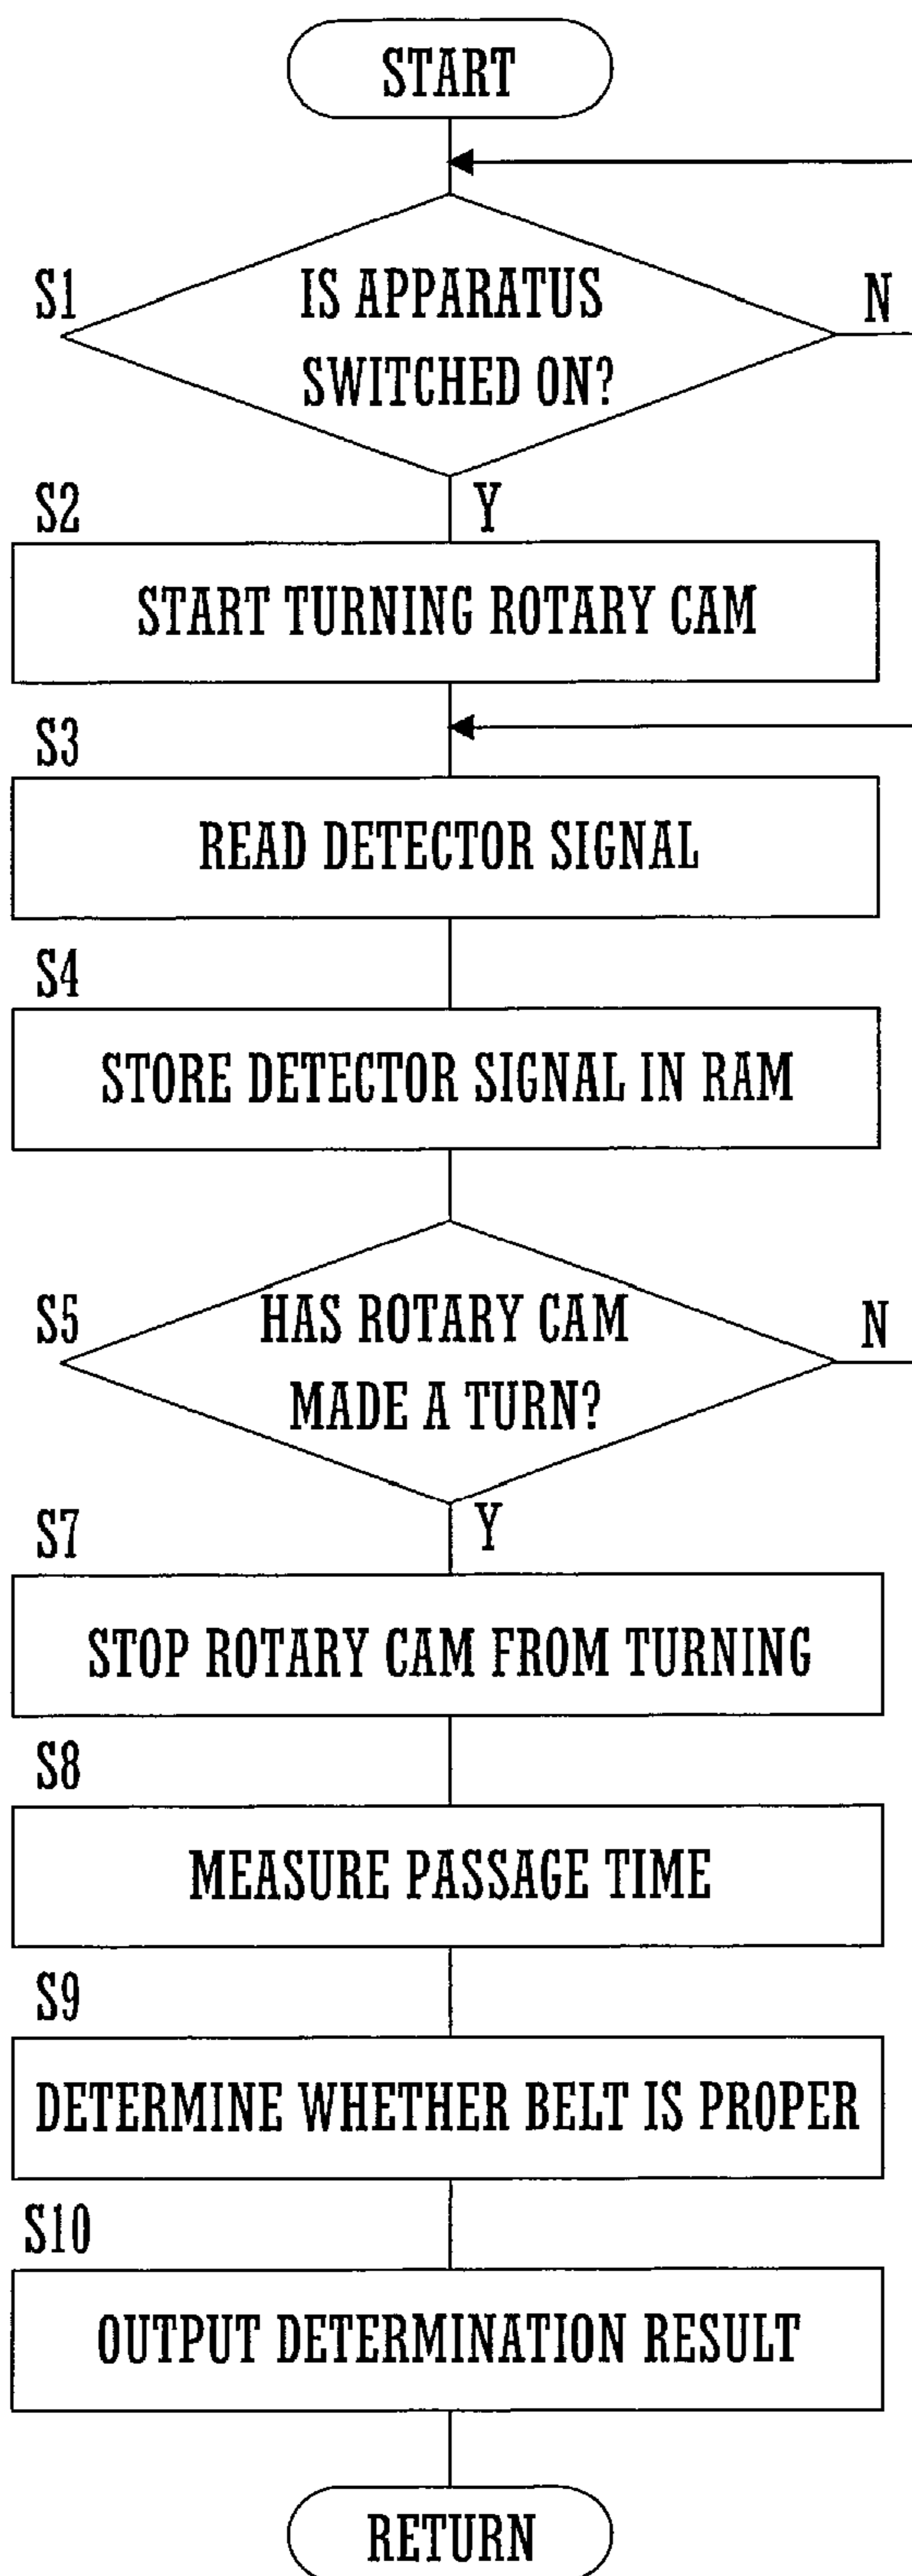 START
S1
IS APPARATUS
SWITCHED ON?
N
S2
Y
START TURNING ROTARY CAM
S3
READ DETECTOR SIGNAL
S4
STORE DETECTOR SIGNAL IN RAM
S5
HAS ROTARY CAM
MADE A TURN?
N
S7
Y
STOP ROTARY CAM FROM TURNING
S8
MEASURE PASSAGE TIME
S9
DETERMINE WHETHER BELT IS PROPER
S10
OUTPUT DETERMINATION RESULT
RETURN